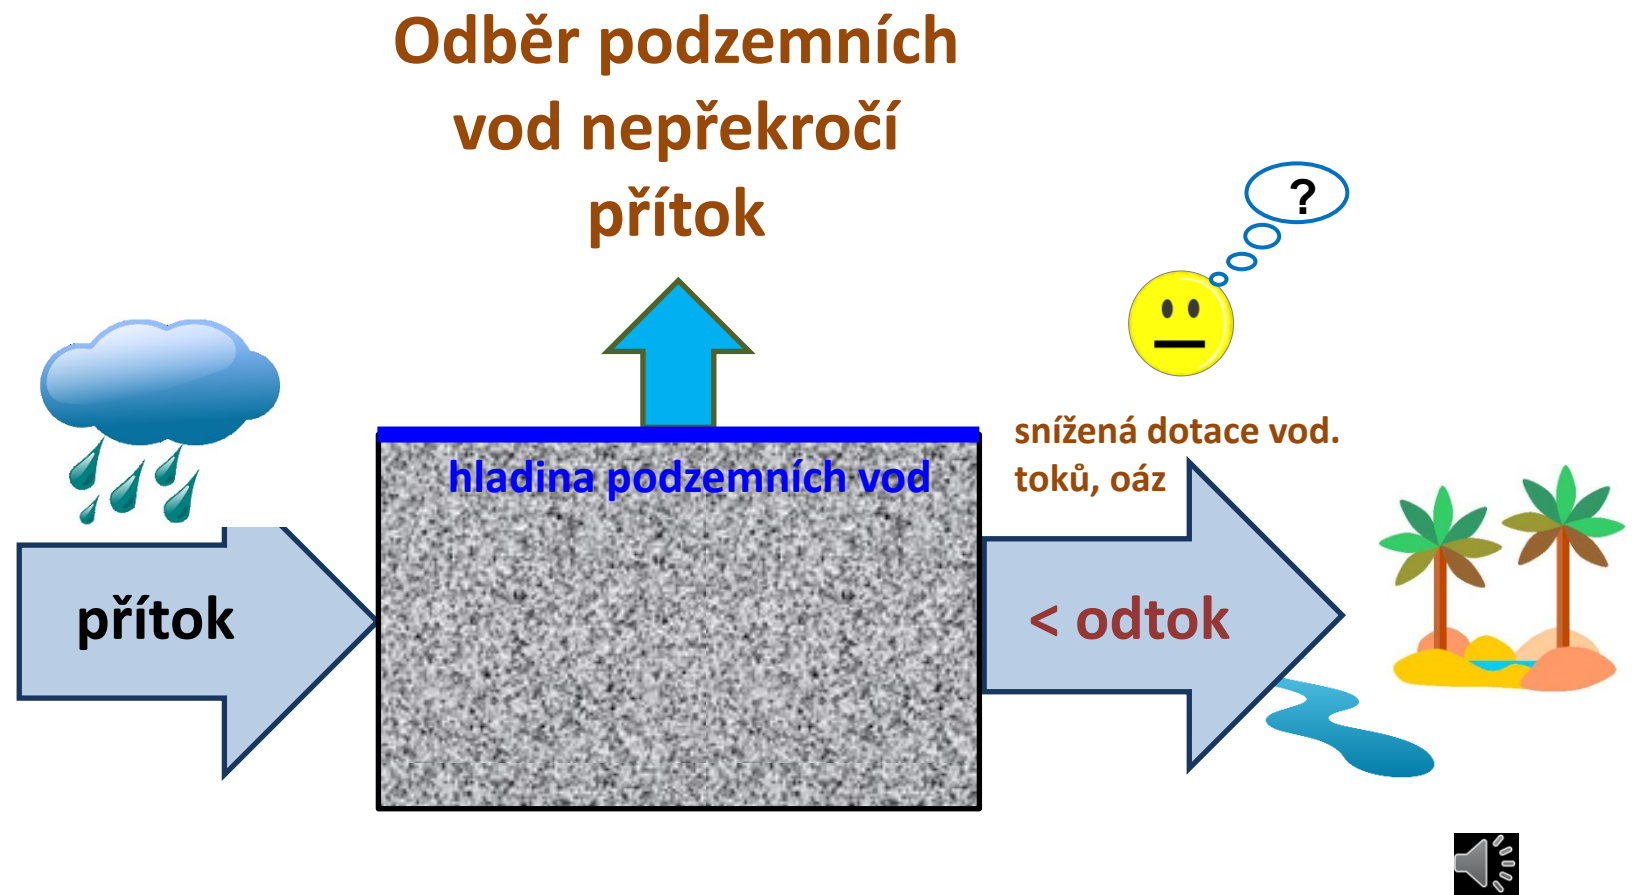 Odběr podzemních
vod nepřekročí
přítok
?
snížená dotace vod.
toků, oáz
hladina podzemních vod
přítok
< odtok